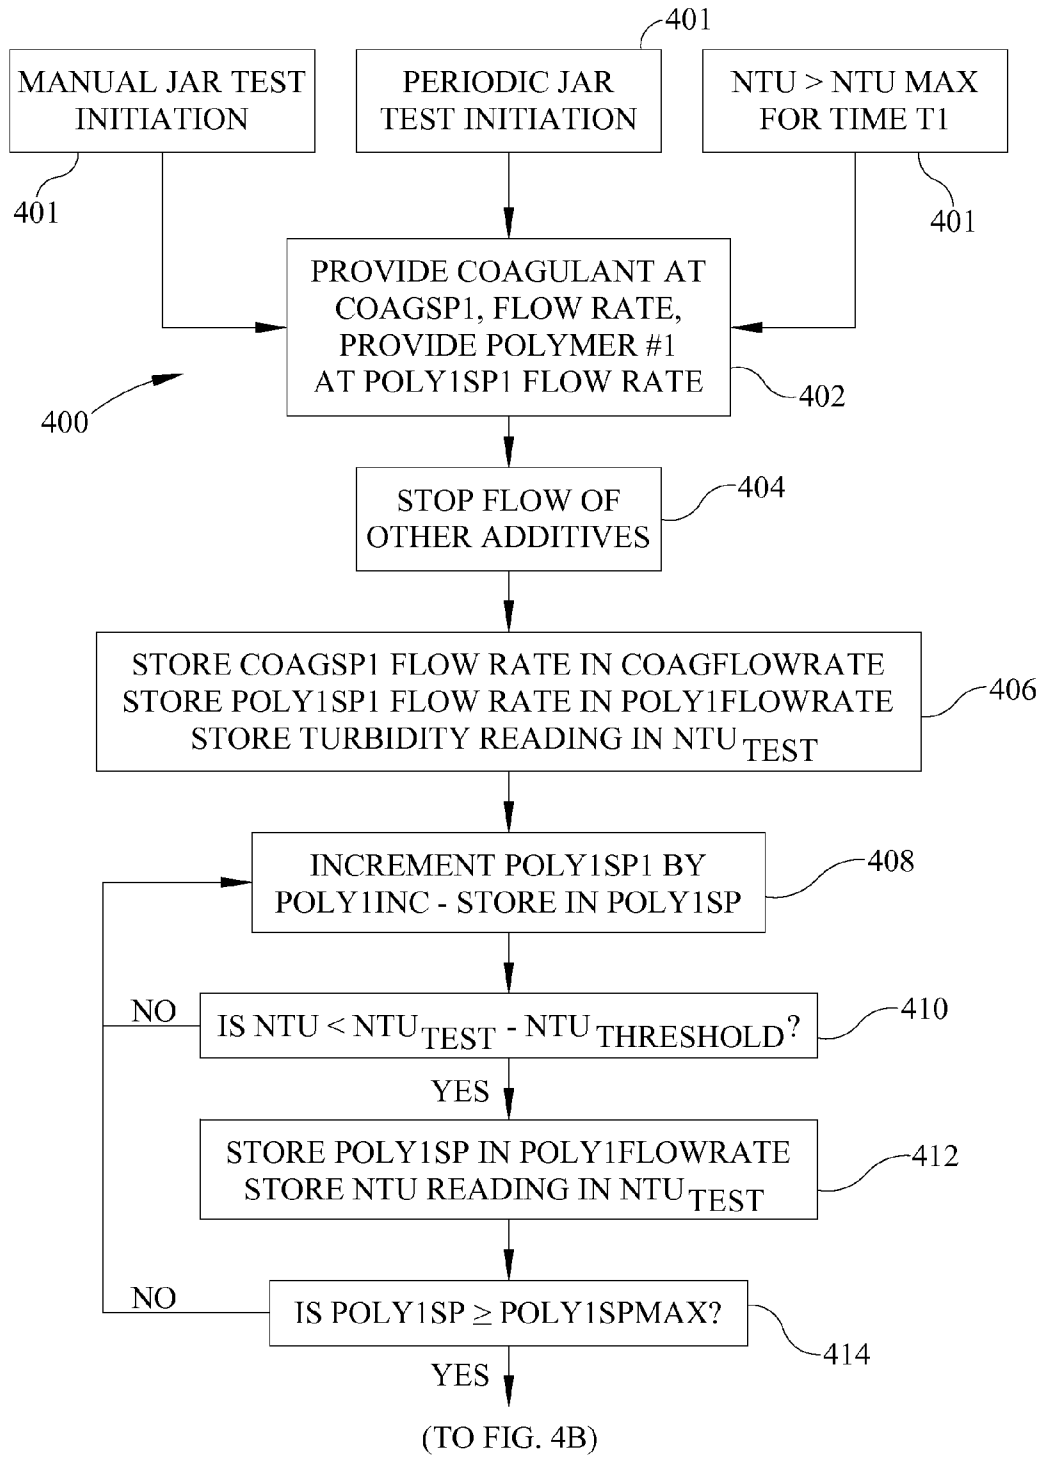 401
MANUAL JAR TEST
INITIATION
PERIODIC JAR
TEST INITIATION
NTU > NTU MAX
FOR TIME T1
401
401
PROVIDE COAGULANT AT
COAGSP1, FLOW RATE,
PROVIDE POLYMER #1
AT POLY1SP1 FLOW RATE
402
400
STOP FLOW OF
OTHER ADDITIVES
404
STORE COAGSP1 FLOW RATE IN COAGFLOWRATE
STORE POLY1SP1 FLOW RATE IN POLY1FLOWRATE
STORE TURBIDITY READING IN NTU TEST
406
INCREMENT POLY1SP1 BY
POLY1INC - STORE IN POLY1SP
408
NO
IS NTU < NTU TEST - NTU THRESHOLD?
410
YES
STORE POLY1SP IN POLY1FLOWRATE
STORE NTU READING IN NTU TEST
412
NO
IS POLY1SP ≥ POLY1SPMAX?
414
YES
(TO FIG. 4B)